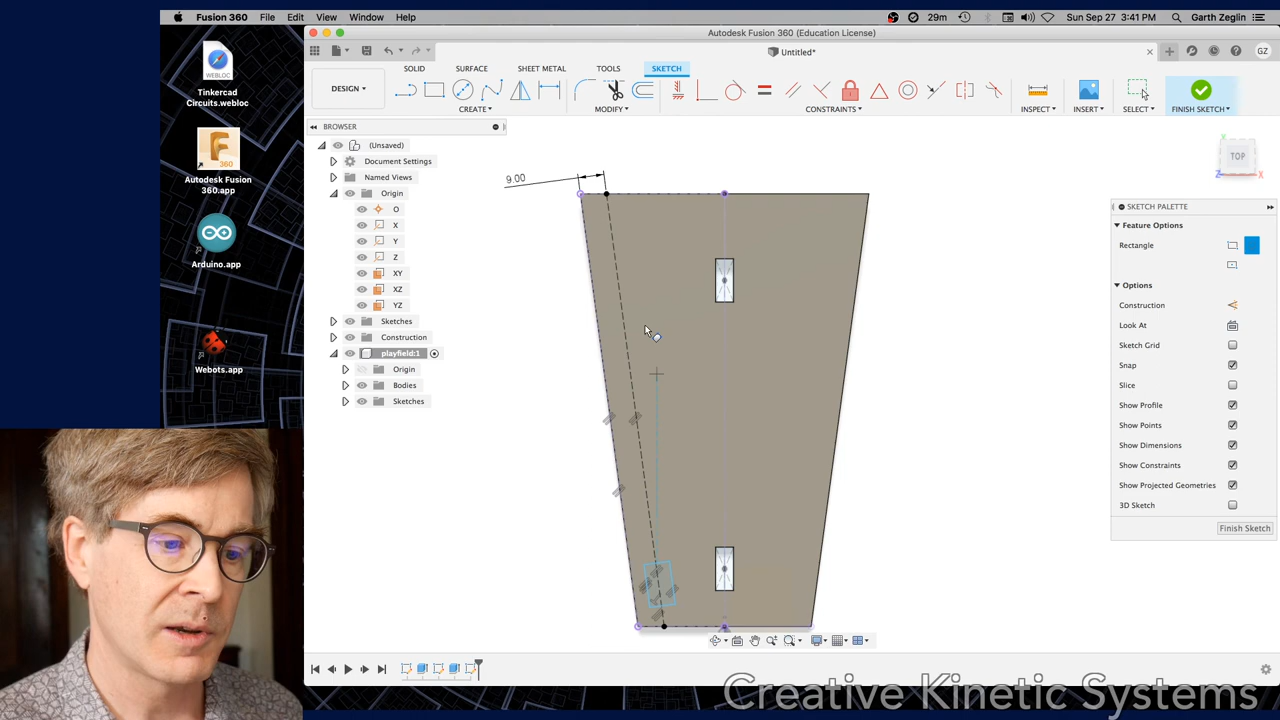 Fusion 360 File Edit View Window Help
29m Sun Sep 27 3:41 PM Garth Zeglin
Autodesk Fusion 360 (Education License)
Untitled*
GZ
SOLID SURFACE SHEET METAL TOOLS SKETCH
DESIGN
CREATE MODIFY CONSTRAINTS INSPECT INSERT SELECT FINISH SKETCH
BROWSER
(Unsaved)
Document Settings
Named Views
Origin
O
X
Y
Z
XY
XZ
YZ
Sketches
Construction
playfield:1
Origin
Bodies
Sketches
9.00
Y
TOP
Z
X
SKETCH PALETTE
Feature Options
Rectangle
Options
Construction
Look At
Sketch Grid
Snap
Slice
Show Profile
Show Points
Show Dimensions
Show Constraints
Show Projected Geometries
3D Sketch
Finish Sketch
WEBLOC
Tinkercad
Circuits.webloc
360
Autodesk Fusion
360.app
Arduino.app
Webots.app
Creative Kinetic Systems